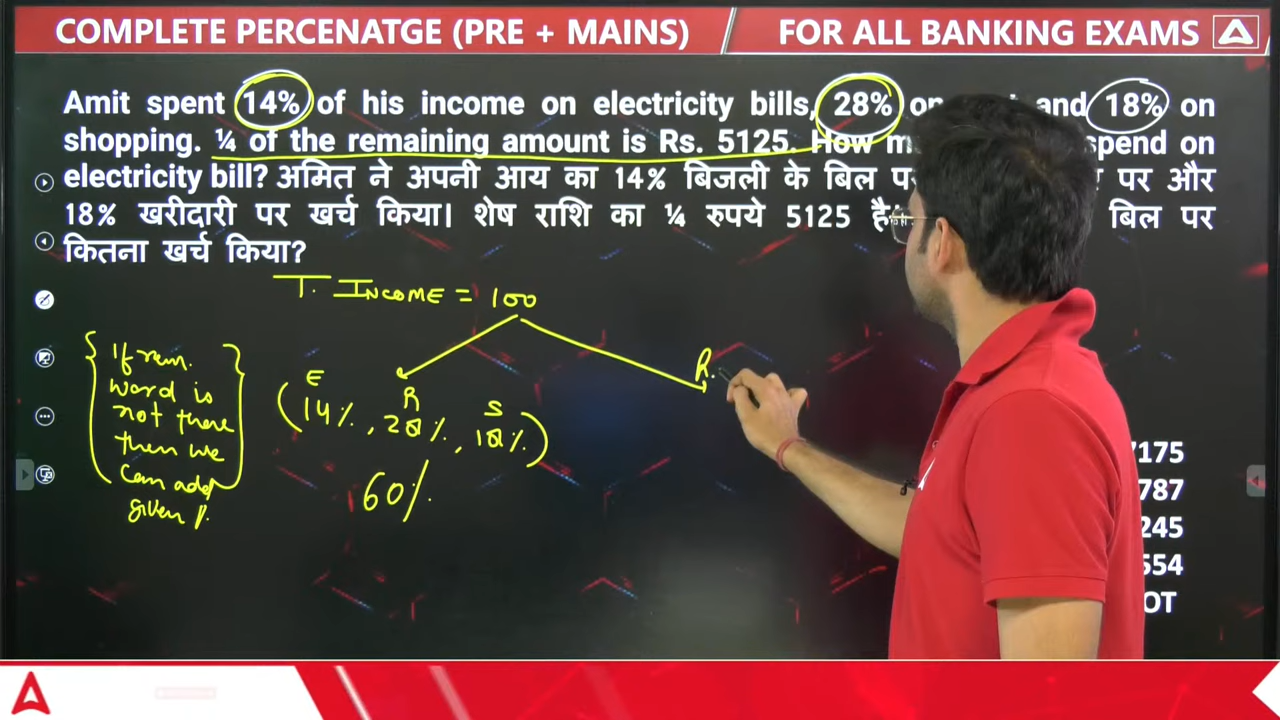 COMPLETE PERCENATGE (PRE + MAINS)
FOR ALL BANKING EXAMS
Amit spent 14% of his income on electricity bills, 28% on and 18% on
shopping. ¼ of the remaining amount is Rs. 5125. How spend on
electricity bill? अमित ने अपनी आय का 14% बिजली के बिल पर पर और
18% खरीदारी पर खर्च किया। शेष राशि का ¼ रुपये 5125 है बिल पर
कितना खर्च किया?
T. INCOME = 100
If rem.
word is
not there
then we
can add
given P.
E R S
(14%, 28%, 18%)
60%
R.
7175
787
245
554
OT